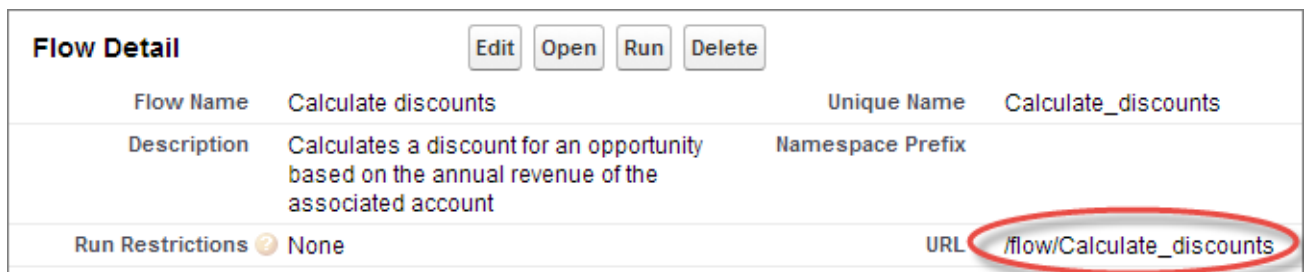 Flow Detail Edit Open Run Delete
Flow Name Calculate discounts Unique Name Calculate_discounts
Description Calculates a discount for an opportunity Namespace Prefix
based on the annual revenue of the
associated account
Run Restrictions ? None URL /flow/Calculate_discounts